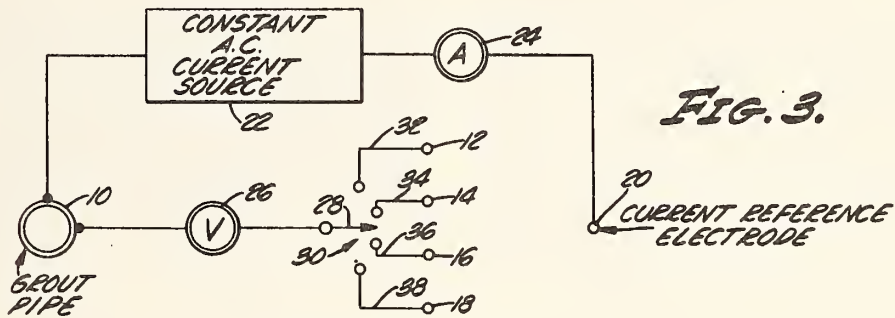 CONSTANT
A.C.
CURRENT
SOURCE
22
A
24
FIG. 3.
32
12
34
14
10
26
V
28
30
36
16
20
CURRENT REFERENCE
ELECTRODE
38
18
GROUT
PIPE